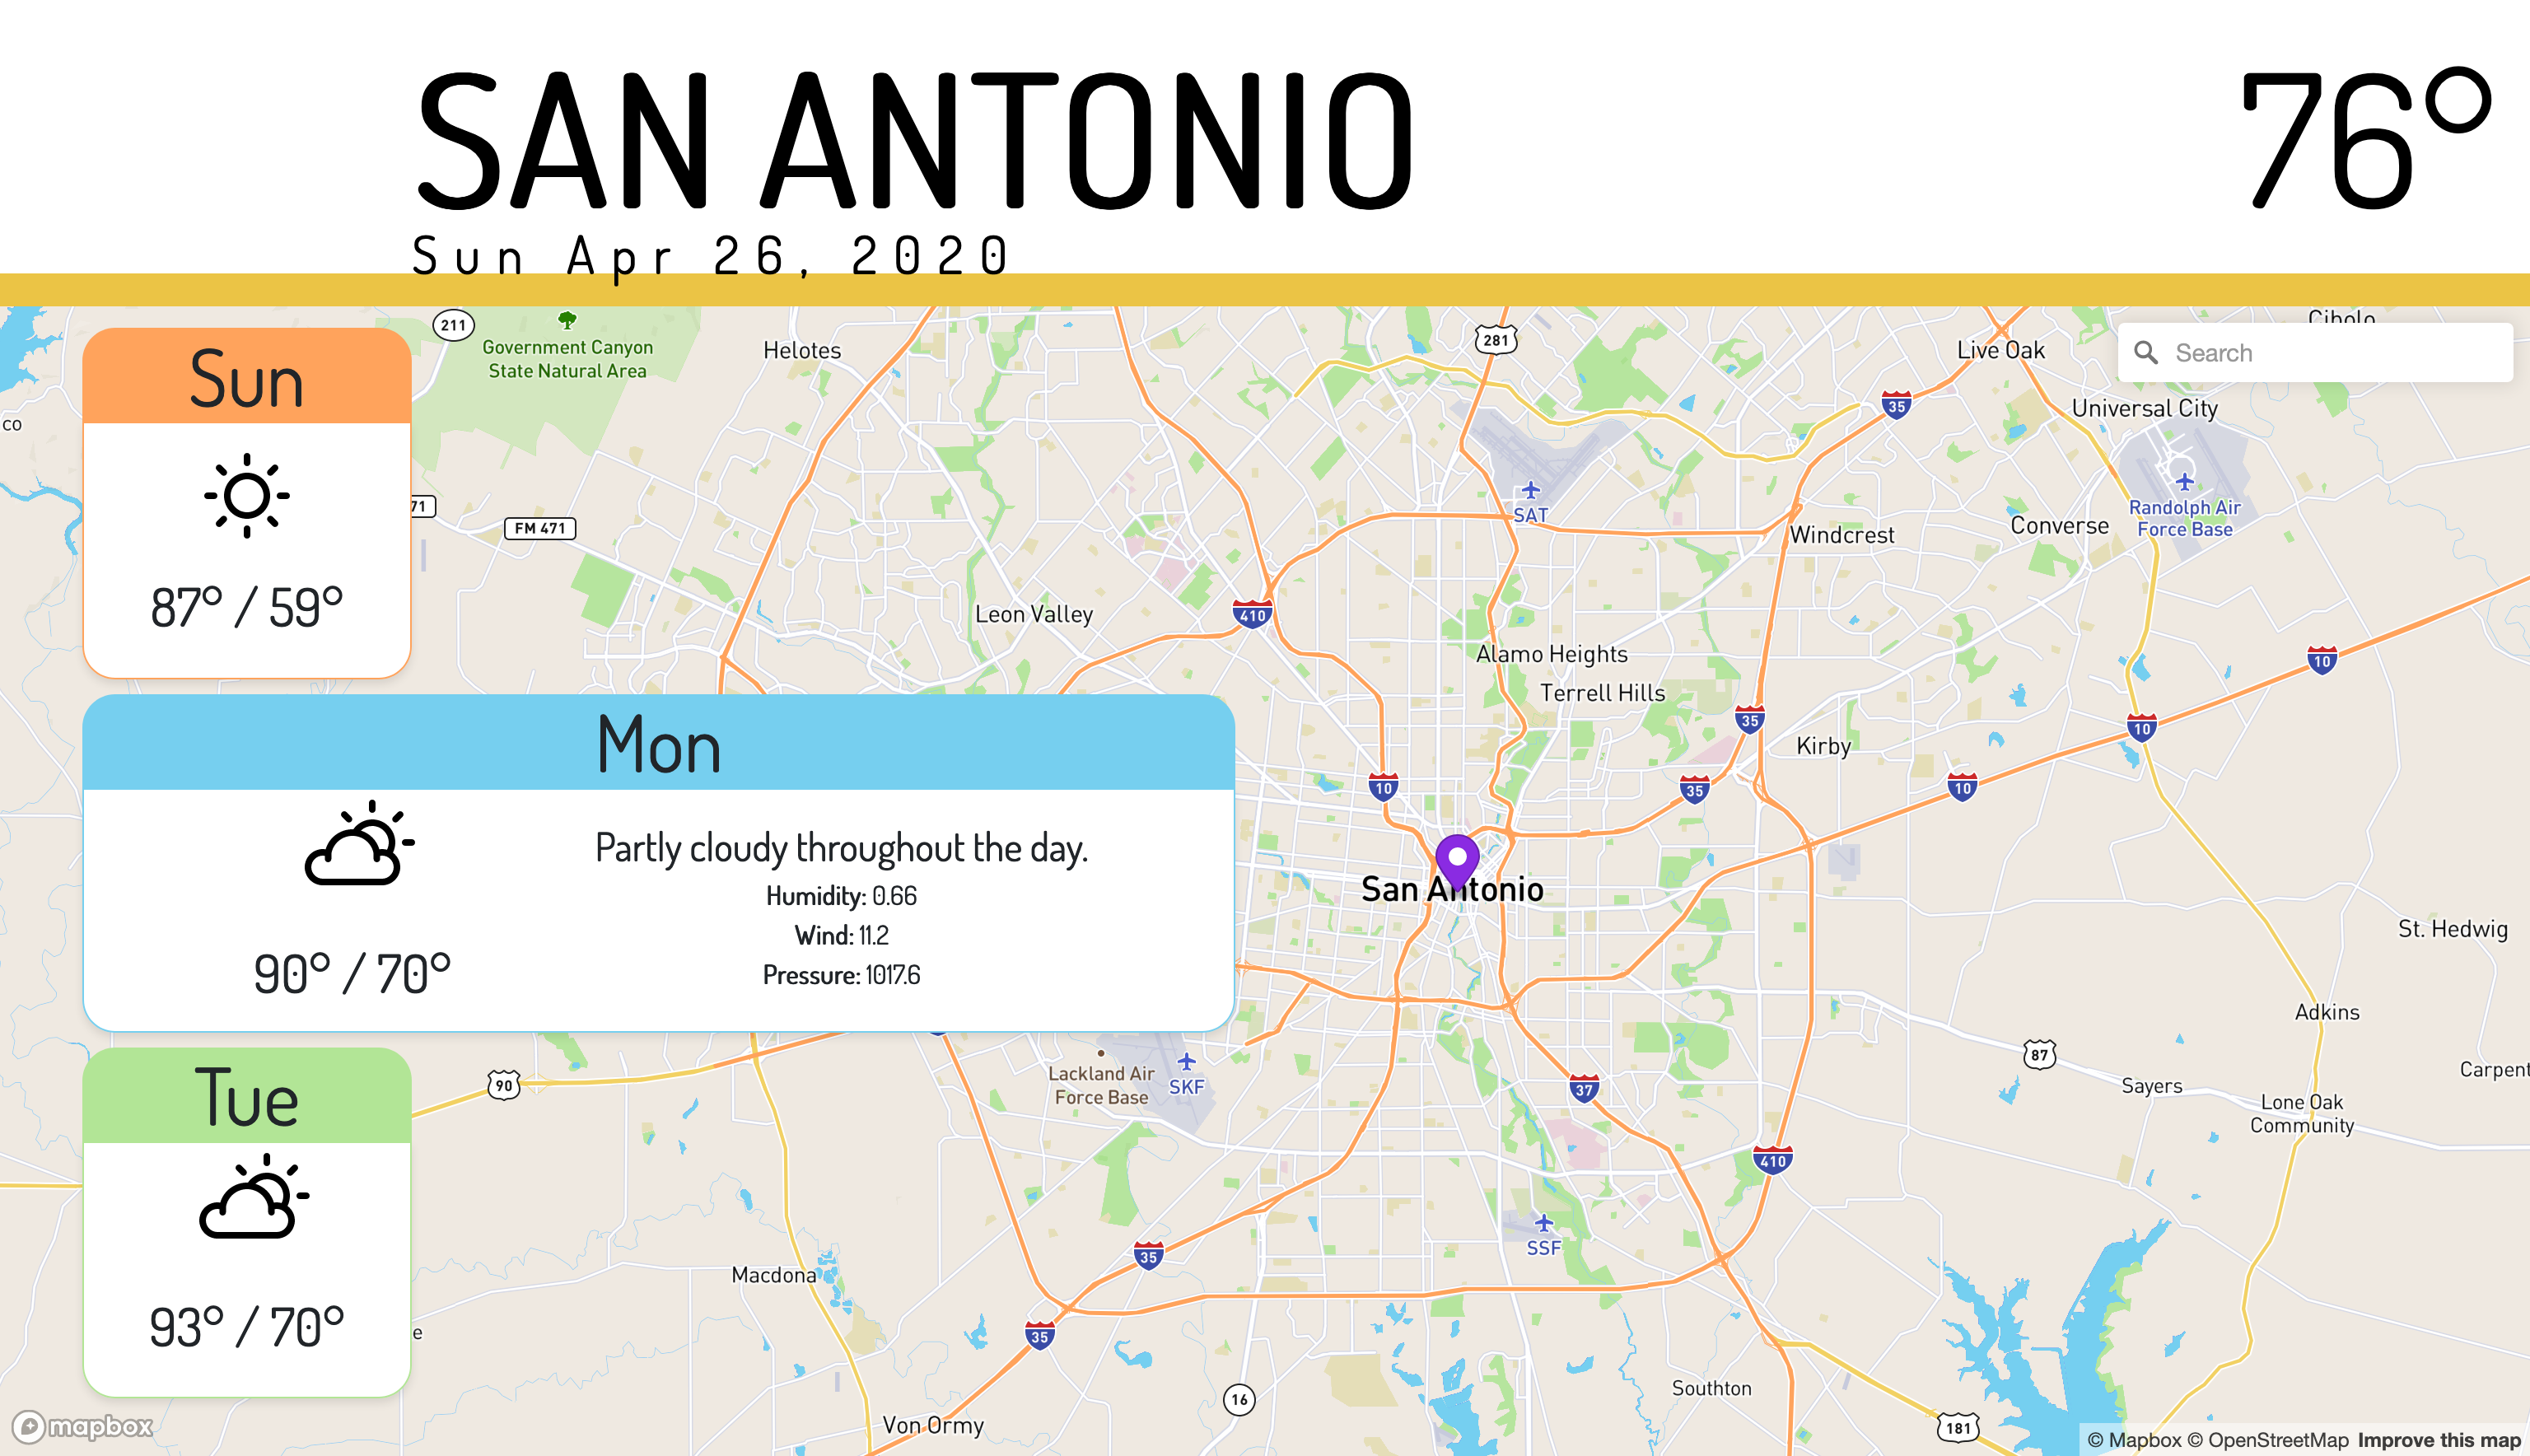 SAN ANTONIO
76°
Sun Apr 26, 2020
Sun
87° / 59°
Mon
Partly cloudy throughout the day.
Humidity: 0.66
Wind: 11.2
Pressure: 1017.6
90° / 70°
Tue
93° / 70°
Search
211
Government Canyon
State Natural Area
Helotes
281
Live Oak
Cibolo
35
Universal City
co
71
FM 471
SAT
Windcrest
Converse
Randolph Air
Force Base
Leon Valley
410
Alamo Heights
Terrell Hills
10
35
Kirby
10
10
35
10
San Antonio
St. Hedwig
Adkins
87
90
Lackland Air
Force Base
SKF
37
Sayers
Carpent
Lone Oak
Community
410
SSF
35
Macdona
35
e
16
Southton
Von Ormy
181
mapbox
© Mapbox © OpenStreetMap Improve this map